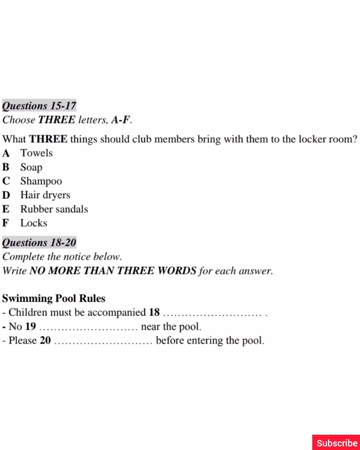 Questions 15-17
Choose THREE letters, A-F.
What THREE things should club members bring with them to the locker room?
A Towels
B Soap
C Shampoo
D Hair dryers
E Rubber sandals
F Locks
Questions 18-20
Complete the notice below.
Write NO MORE THAN THREE WORDS for each answer.
Swimming Pool Rules
- Children must be accompanied 18 ........................... .
- No 19 ........................... near the pool.
- Please 20 ........................... before entering the pool.
Subscribe